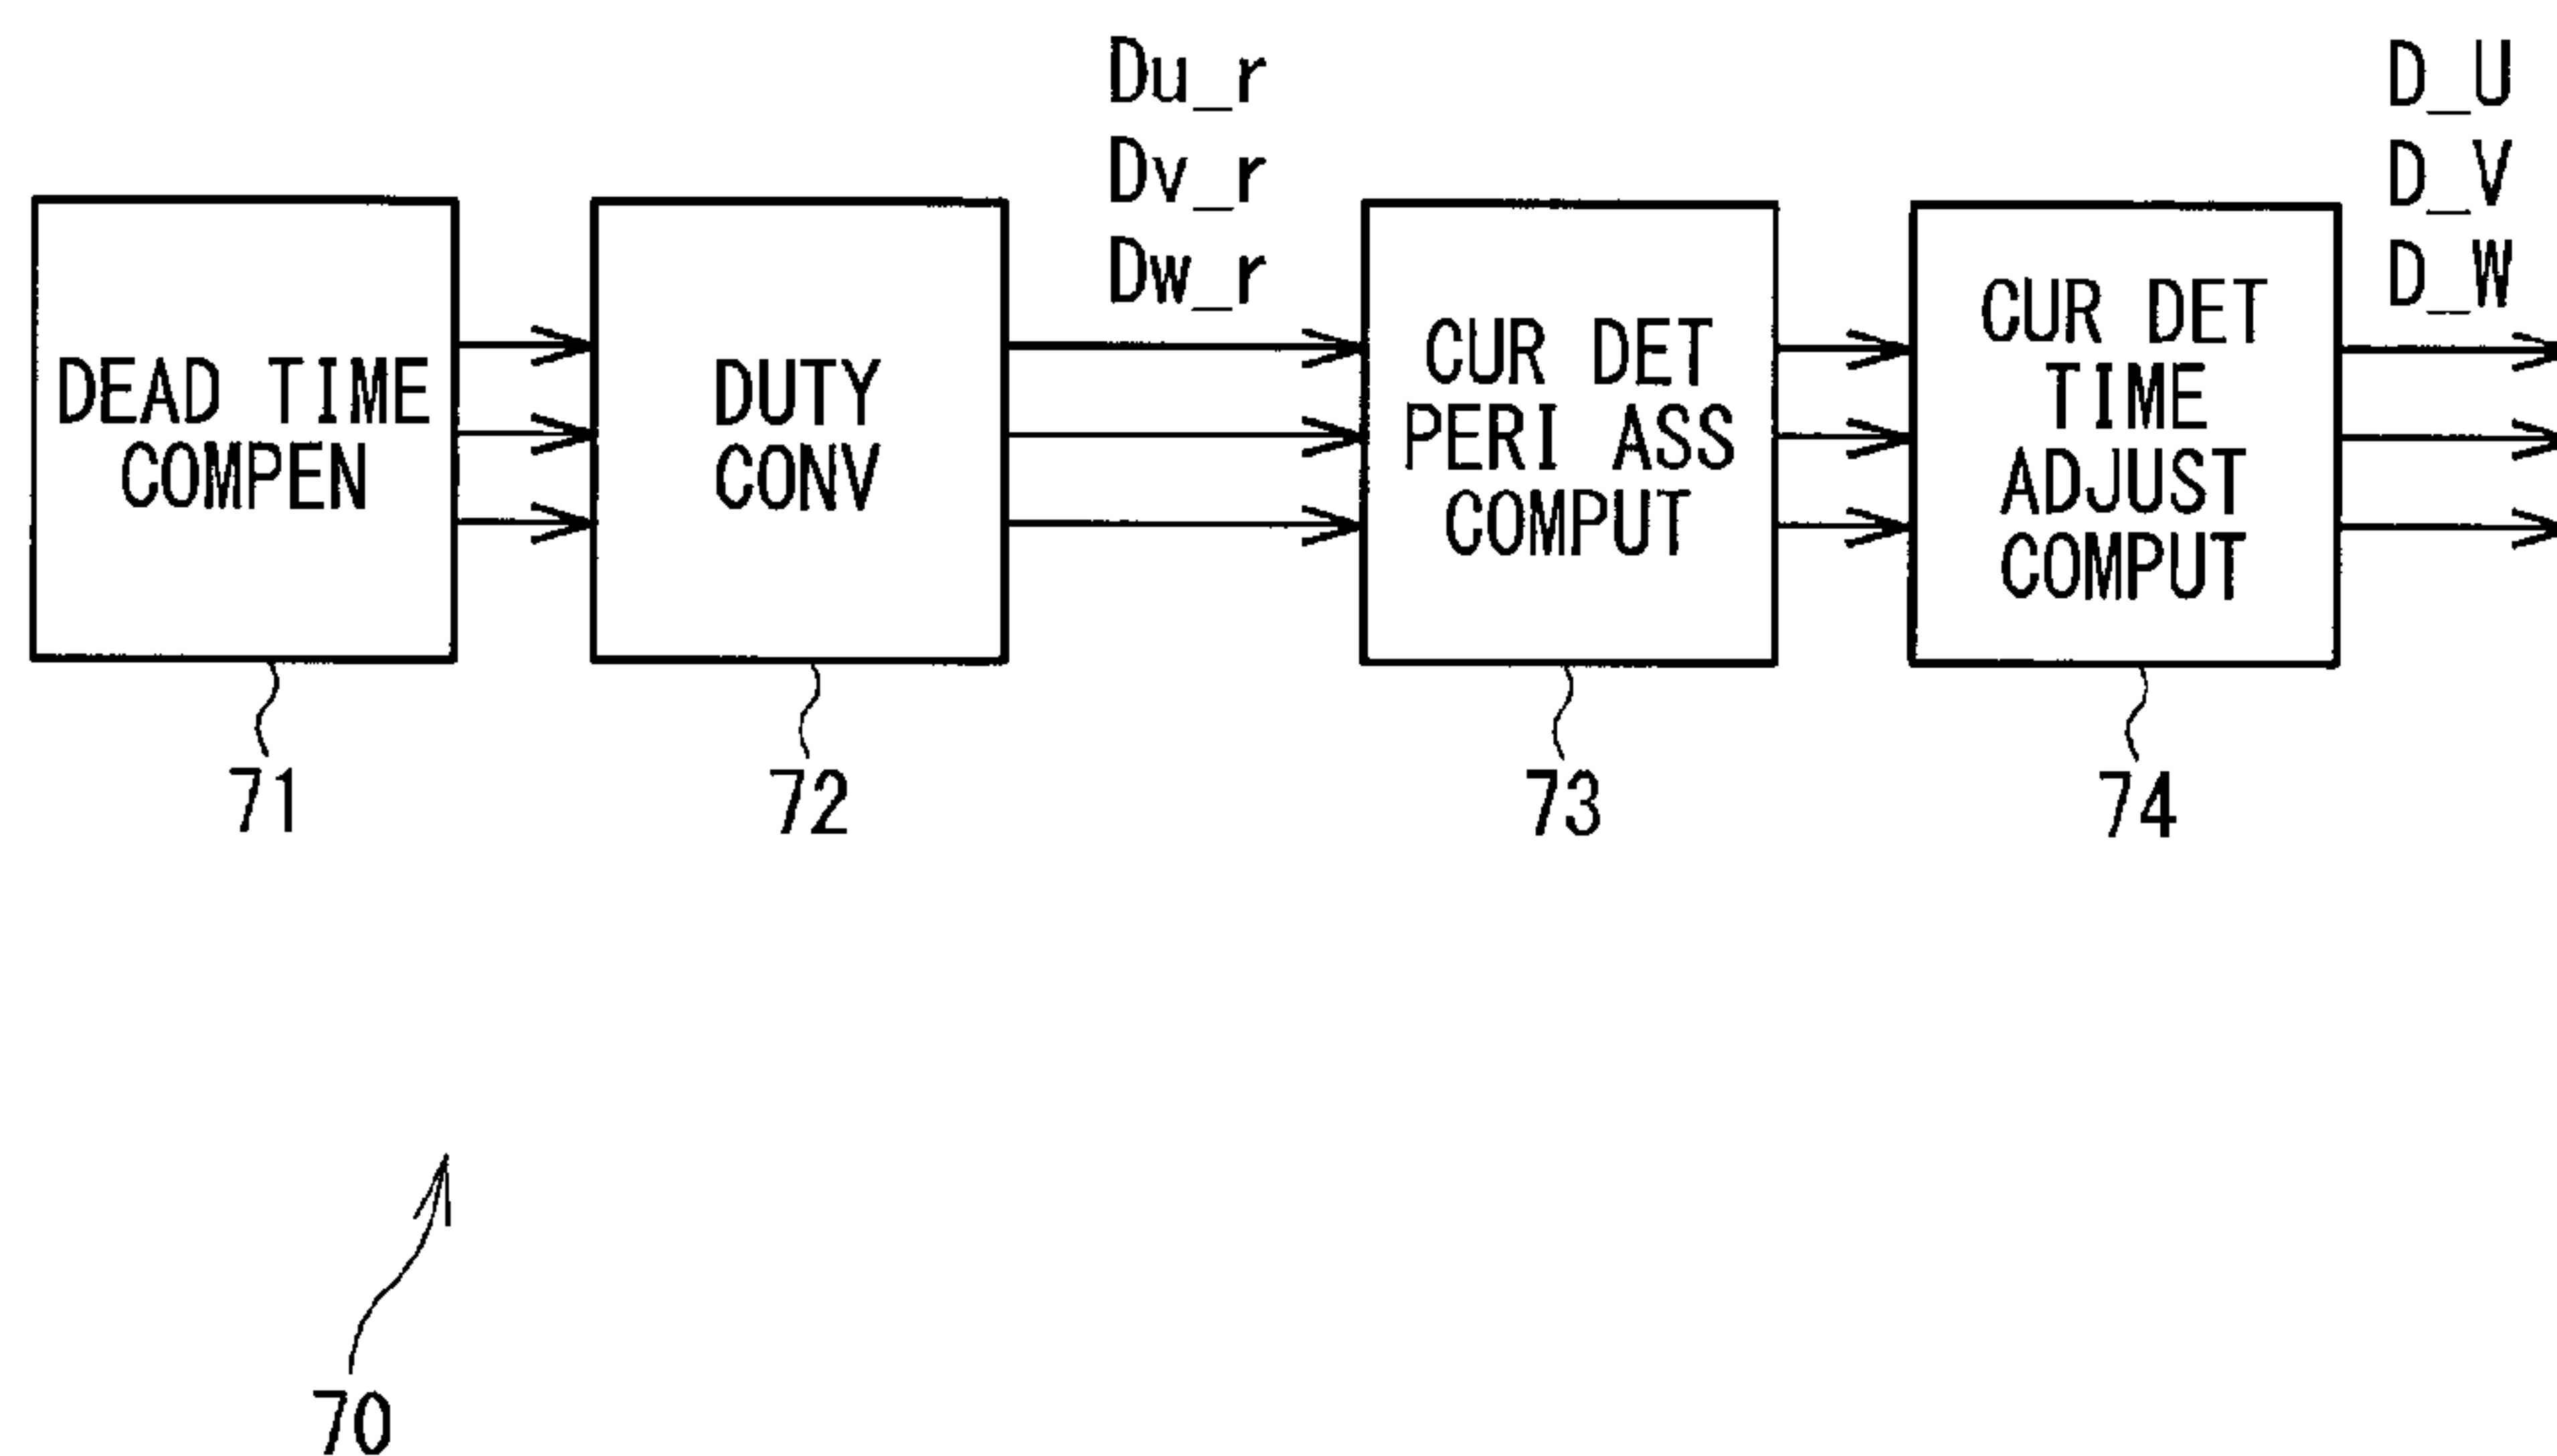 Du_r
Dv_r
Dw_r
D_U
D_V
D_W
DEAD TIME
COMPEN
DUTY
CONV
CUR DET
PERI ASS
COMPUT
CUR DET
TIME
ADJUST
COMPUT
71
72
73
74
70